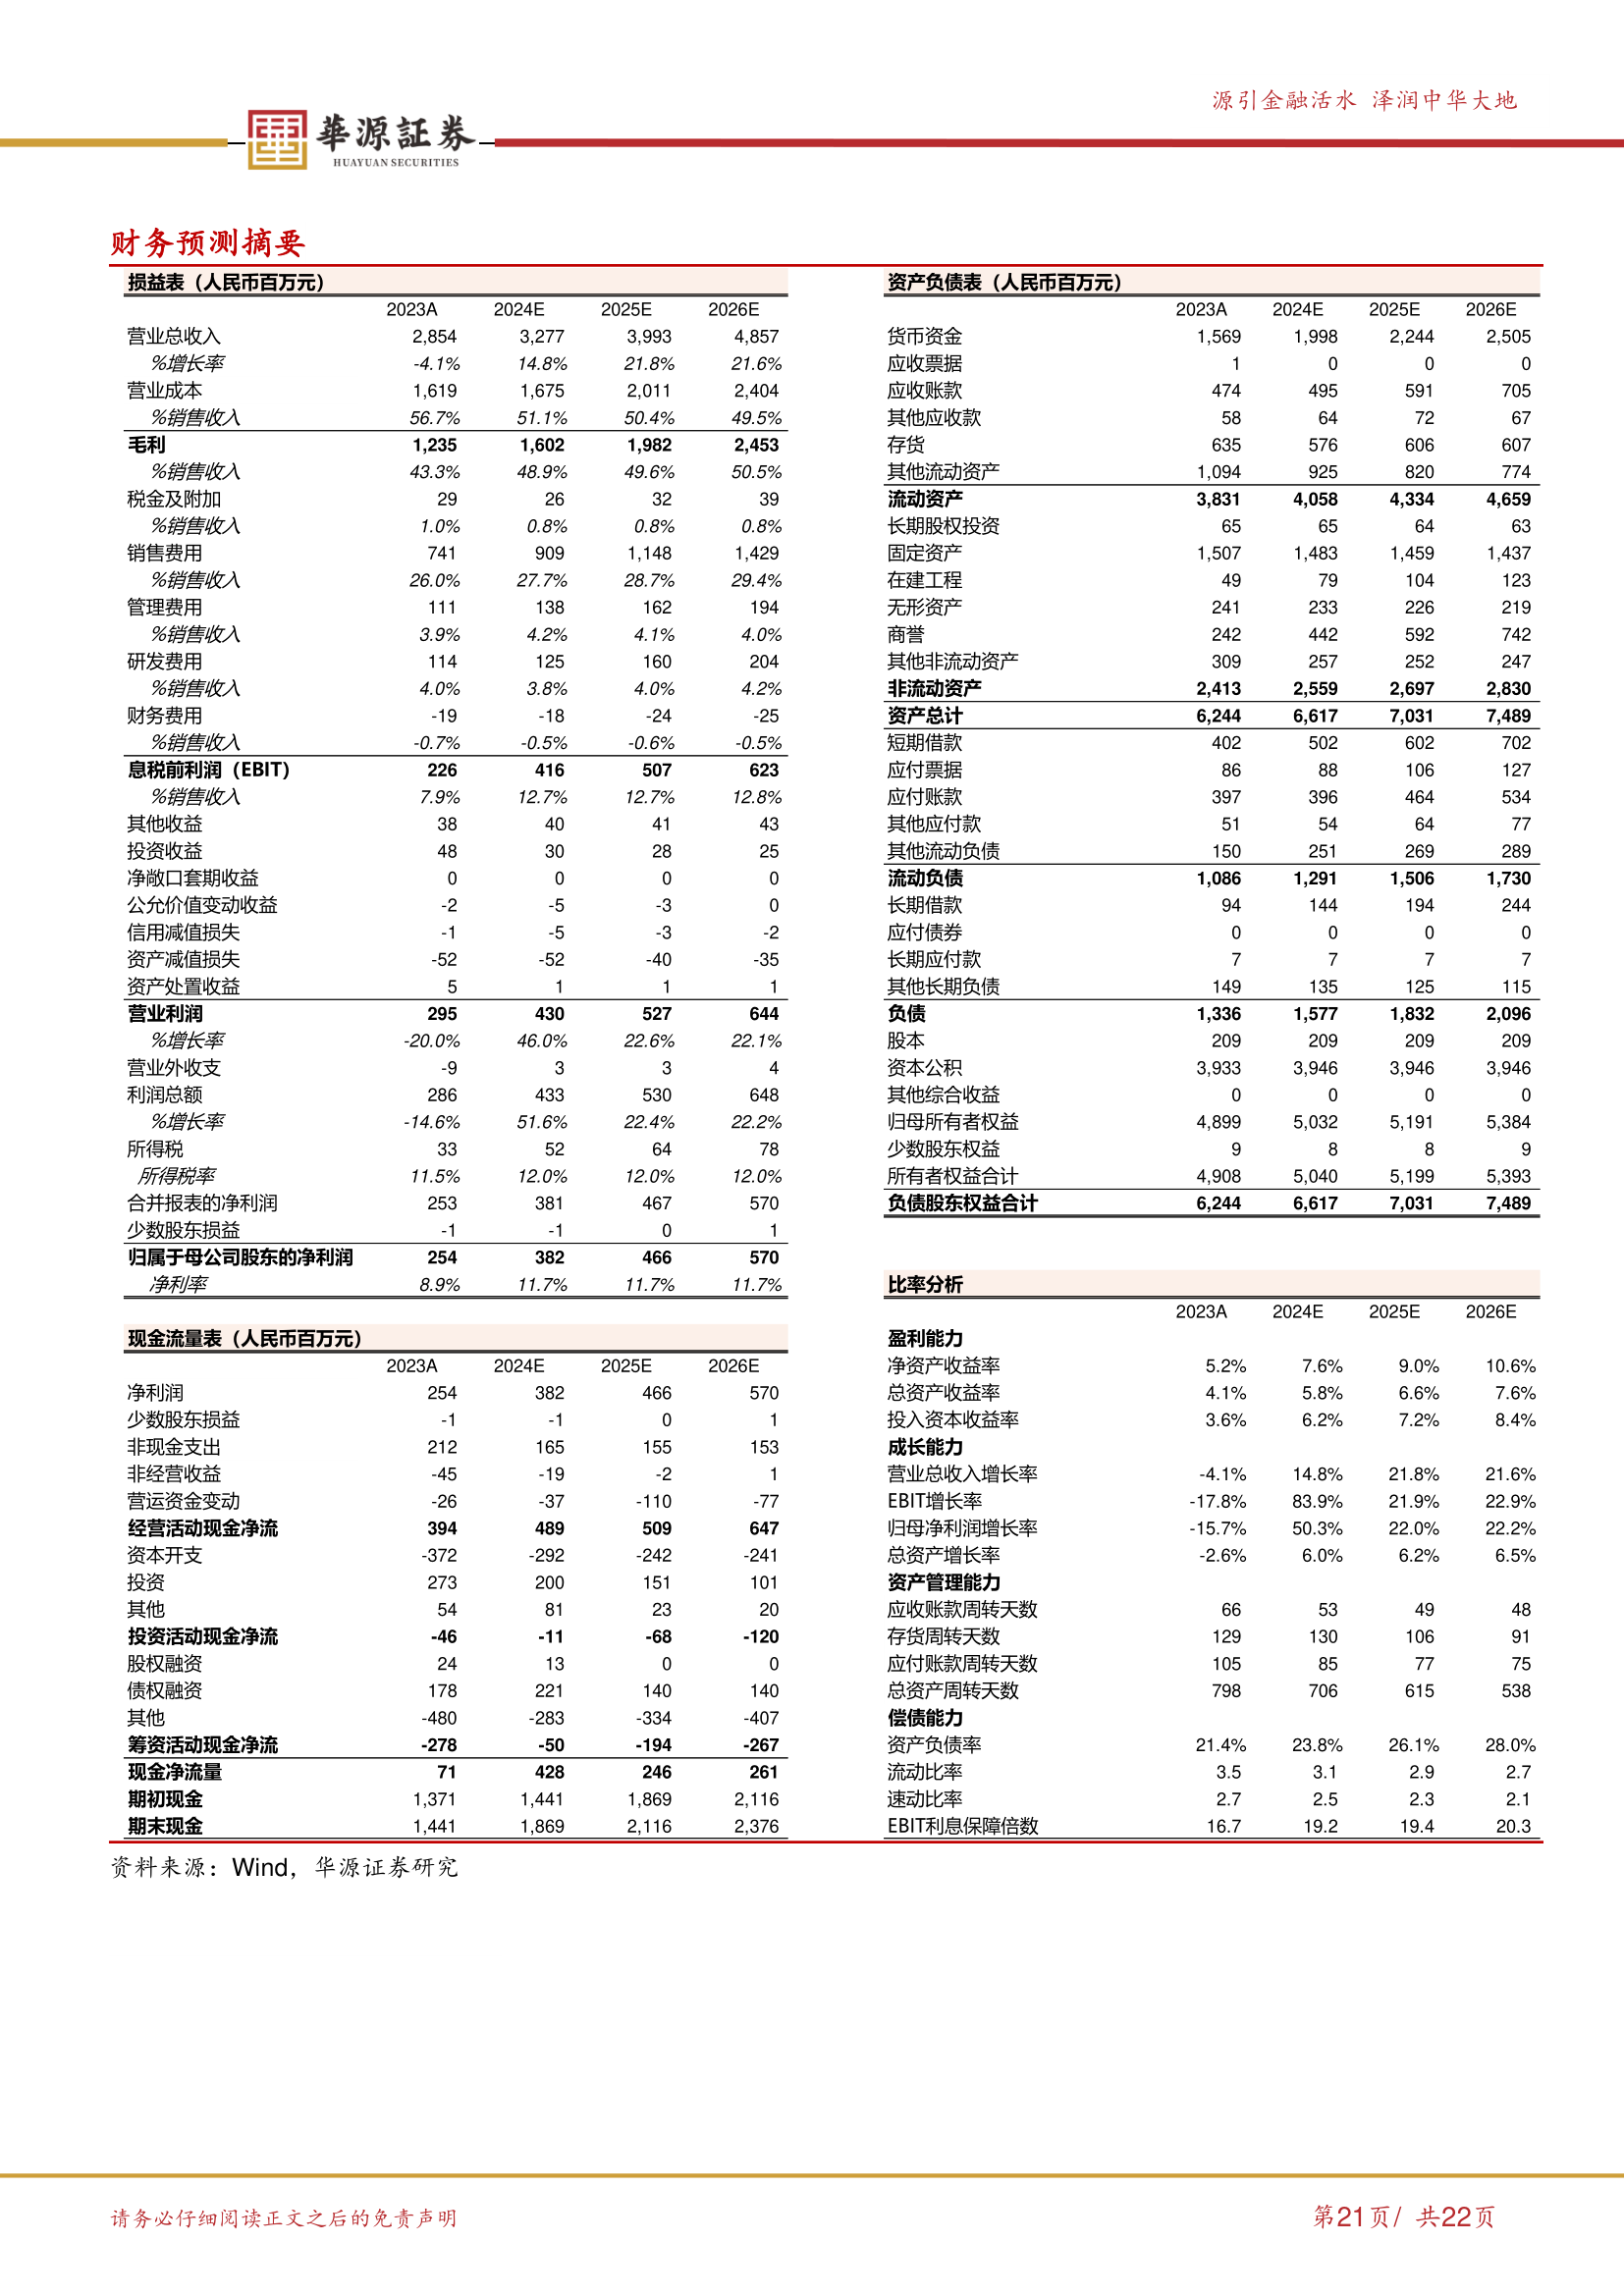 源引金融活水 泽润中华大地
華源証券
HUAYUAN SECURITIES
财务预测摘要
损益表（人民币百万元）
2023A 2024E 2025E 2026E
营业总收入 2,854 3,277 3,993 4,857
%增长率 -4.1% 14.8% 21.8% 21.6%
营业成本 1,619 1,675 2,011 2,404
%销售收入 56.7% 51.1% 50.4% 49.5%
毛利 1,235 1,602 1,982 2,453
%销售收入 43.3% 48.9% 49.6% 50.5%
税金及附加 29 26 32 39
%销售收入 1.0% 0.8% 0.8% 0.8%
销售费用 741 909 1,148 1,429
%销售收入 26.0% 27.7% 28.7% 29.4%
管理费用 111 138 162 194
%销售收入 3.9% 4.2% 4.1% 4.0%
研发费用 114 125 160 204
%销售收入 4.0% 3.8% 4.0% 4.2%
财务费用 -19 -18 -24 -25
%销售收入 -0.7% -0.5% -0.6% -0.5%
息税前利润（EBIT） 226 416 507 623
%销售收入 7.9% 12.7% 12.7% 12.8%
其他收益 38 40 41 43
投资收益 48 30 28 25
净敞口套期收益 0 0 0 0
公允价值变动收益 -2 -5 -3 0
信用减值损失 -1 -5 -3 -2
资产减值损失 -52 -52 -40 -35
资产处置收益 5 1 1 1
营业利润 295 430 527 644
%增长率 -20.0% 46.0% 22.6% 22.1%
营业外收支 -9 3 3 4
利润总额 286 433 530 648
%增长率 -14.6% 51.6% 22.4% 22.2%
所得税 33 52 64 78
所得税率 11.5% 12.0% 12.0% 12.0%
合并报表的净利润 253 381 467 570
少数股东损益 -1 -1 0 1
归属于母公司股东的净利润 254 382 466 570
净利率 8.9% 11.7% 11.7% 11.7%
现金流量表（人民币百万元）
2023A 2024E 2025E 2026E
净利润 254 382 466 570
少数股东损益 -1 -1 0 1
非现金支出 212 165 155 153
非经营收益 -45 -19 -2 1
营运资金变动 -26 -37 -110 -77
经营活动现金净流 394 489 509 647
资本开支 -372 -292 -242 -241
投资 273 200 151 101
其他 54 81 23 20
投资活动现金净流 -46 -11 -68 -120
股权融资 24 13 0 0
债权融资 178 221 140 140
其他 -480 -283 -334 -407
筹资活动现金净流 -278 -50 -194 -267
现金净流量 71 428 246 261
期初现金 1,371 1,441 1,869 2,116
期末现金 1,441 1,869 2,116 2,376
资产负债表（人民币百万元）
2023A 2024E 2025E 2026E
货币资金 1,569 1,998 2,244 2,505
应收票据 1 0 0 0
应收账款 474 495 591 705
其他应收款 58 64 72 67
存货 635 576 606 607
其他流动资产 1,094 925 820 774
流动资产 3,831 4,058 4,334 4,659
长期股权投资 65 65 64 63
固定资产 1,507 1,483 1,459 1,437
在建工程 49 79 104 123
无形资产 241 233 226 219
商誉 242 442 592 742
其他非流动资产 309 257 252 247
非流动资产 2,413 2,559 2,697 2,830
资产总计 6,244 6,617 7,031 7,489
短期借款 402 502 602 702
应付票据 86 88 106 127
应付账款 397 396 464 534
其他应付款 51 54 64 77
其他流动负债 150 251 269 289
流动负债 1,086 1,291 1,506 1,730
长期借款 94 144 194 244
应付债券 0 0 0 0
长期应付款 7 7 7 7
其他长期负债 149 135 125 115
负债 1,336 1,577 1,832 2,096
股本 209 209 209 209
资本公积 3,933 3,946 3,946 3,946
其他综合收益 0 0 0 0
归母所有者权益 4,899 5,032 5,191 5,384
少数股东权益 9 8 8 9
所有者权益合计 4,908 5,040 5,199 5,393
负债股东权益合计 6,244 6,617 7,031 7,489
比率分析
2023A 2024E 2025E 2026E
盈利能力
净资产收益率 5.2% 7.6% 9.0% 10.6%
总资产收益率 4.1% 5.8% 6.6% 7.6%
投入资本收益率 3.6% 6.2% 7.2% 8.4%
成长能力
营业总收入增长率 -4.1% 14.8% 21.8% 21.6%
EBIT增长率 -17.8% 83.9% 21.9% 22.9%
归母净利润增长率 -15.7% 50.3% 22.0% 22.2%
总资产增长率 -2.6% 6.0% 6.2% 6.5%
资产管理能力
应收账款周转天数 66 53 49 48
存货周转天数 129 130 106 91
应付账款周转天数 105 85 77 75
总资产周转天数 798 706 615 538
偿债能力
资产负债率 21.4% 23.8% 26.1% 28.0%
流动比率 3.5 3.1 2.9 2.7
速动比率 2.7 2.5 2.3 2.1
EBIT利息保障倍数 16.7 19.2 19.4 20.3
资料来源：Wind，华源证券研究
请务必仔细阅读正文之后的免责声明
第21页/ 共22页